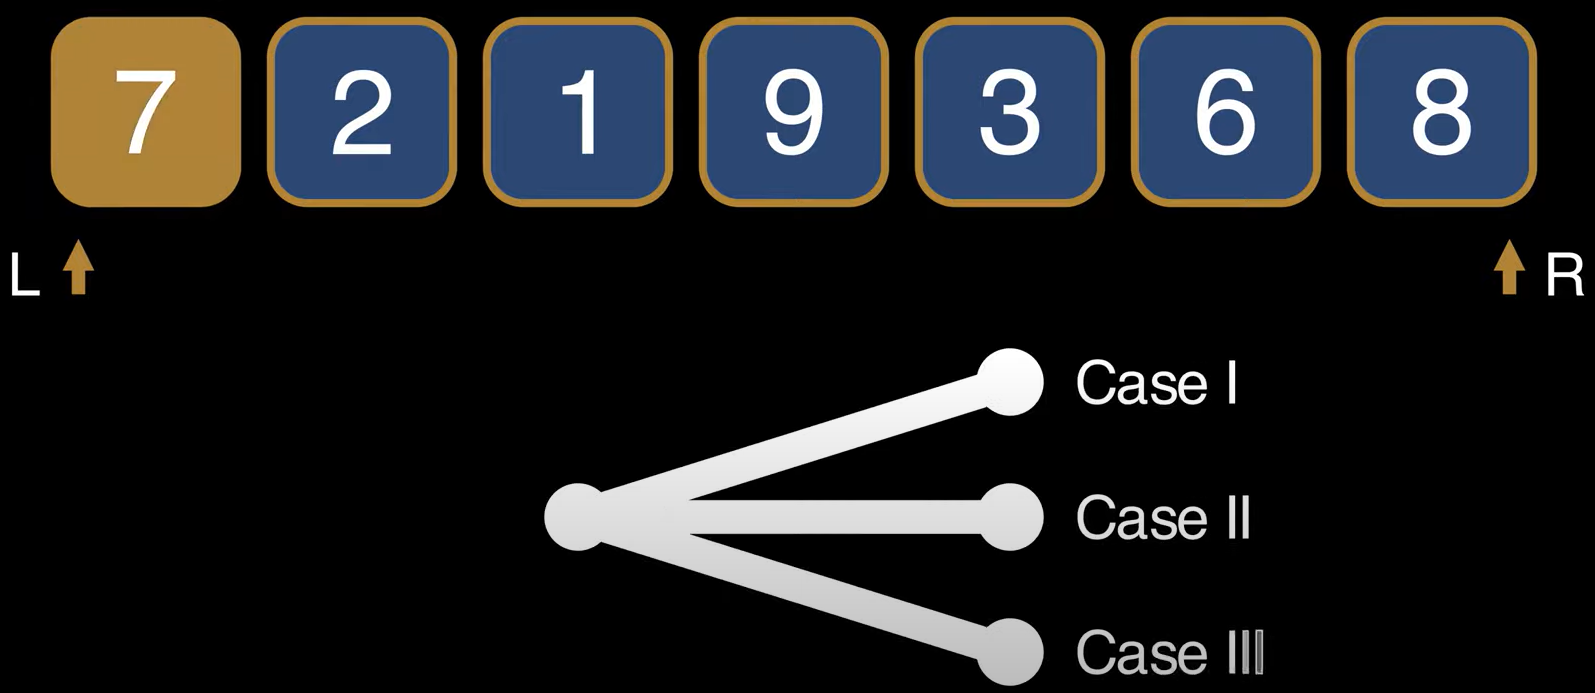 7 2 1 9 3 6 8
L R
Case I
Case II
Case III